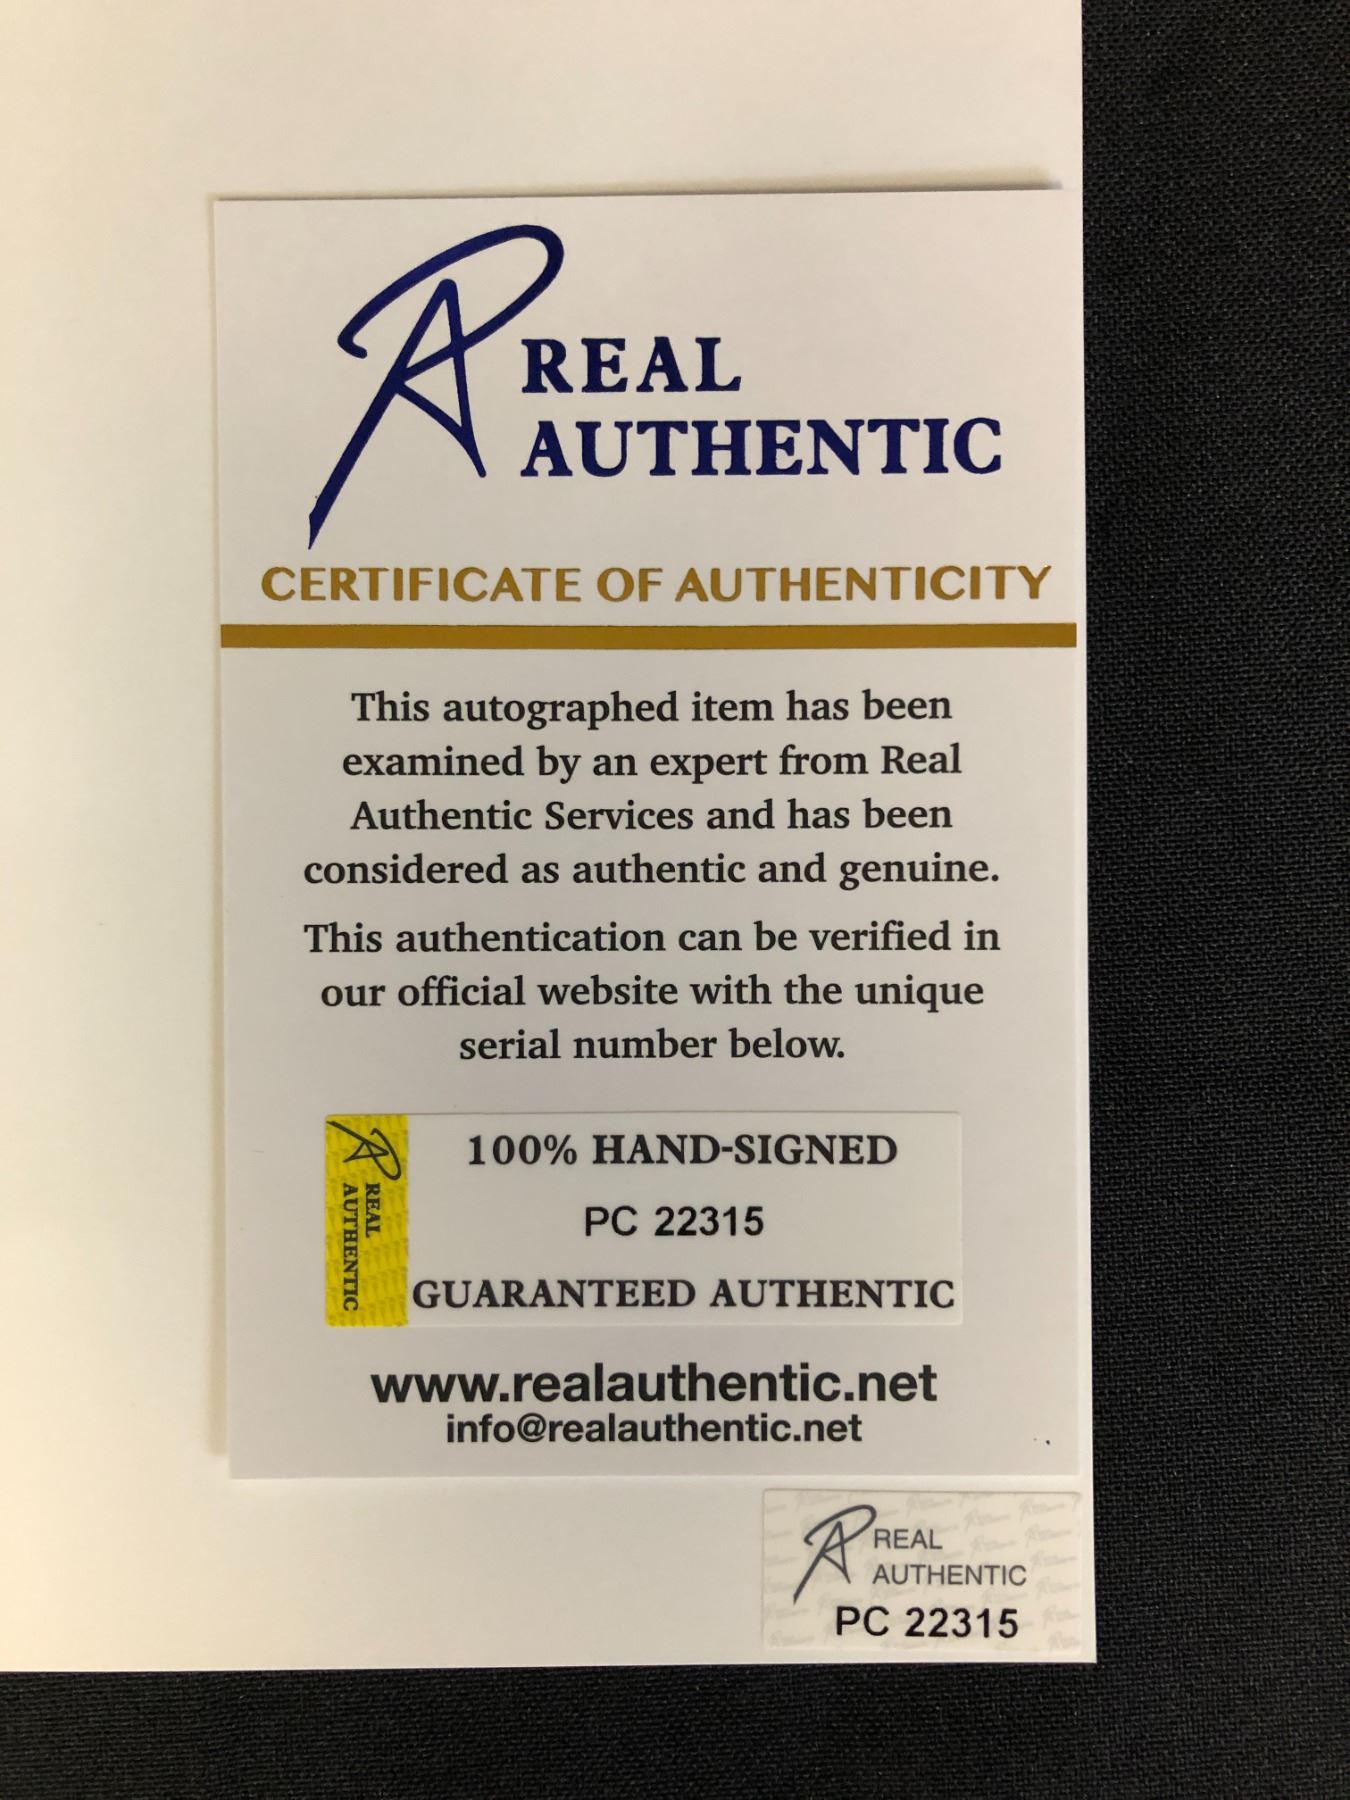 REAL
AUTHENTIC
CERTIFICATE OF AUTHENTICITY
This autographed item has been
examined by an expert from Real
Authentic Services and has been
considered as authentic and genuine.
This authentication can be verified in
our official website with the unique
serial number below.
REAL
AUTHENTIC
100% HAND-SIGNED
PC 22315
GUARANTEED AUTHENTIC
www.realauthentic.net
info@realauthentic.net
REAL
AUTHENTIC
PC 22315